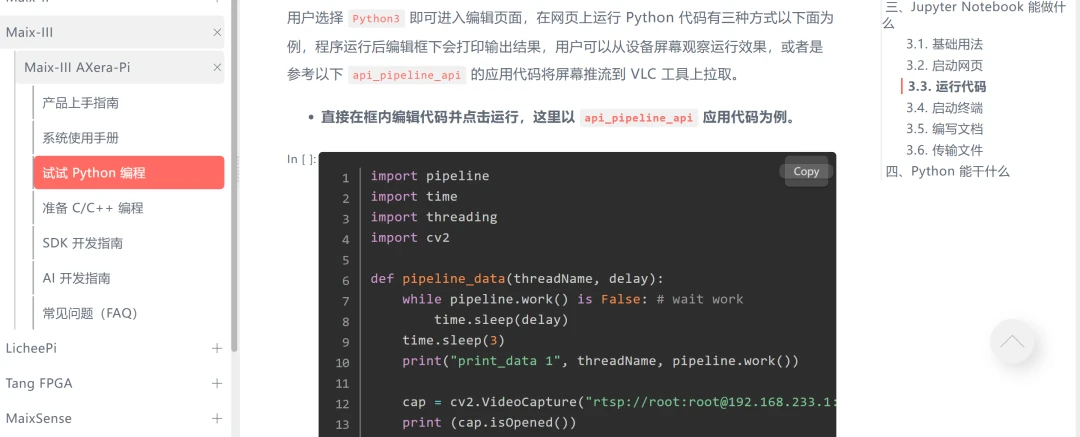 Maix-III
Maix-III AXera-Pi
产品上手指南
系统使用手册
试试 Python 编程
准备 C/C++ 编程
SDK 开发指南
AI 开发指南
常见问题（FAQ）
LicheePi
Tang FPGA
MaixSense
用户选择 Python3 即可进入编辑页面，在网页上运行 Python 代码有三种方式以下面为
例，程序运行后编辑框下会打印输出结果，用户可以从设备屏幕观察运行效果，或者是
参考以下 api_pipeline_api 的应用代码将屏幕推流到 VLC 工具上拉取。
• 直接在框内编辑代码并点击运行，这里以 api_pipeline_api 应用代码为例。
In [ ]:
Copy
1 import pipeline
2 import time
3 import threading
4 import cv2
5
6 def pipeline_data(threadName, delay):
7 while pipeline.work() is False: # wait work
8 time.sleep(delay)
9 time.sleep(3)
10 print("print_data 1", threadName, pipeline.work())
11
12 cap = cv2.VideoCapture("rtsp://root:root@192.168.233.1:
13 print (cap.isOpened())
三、Jupyter Notebook 能做什
么
3.1. 基础用法
3.2. 启动网页
3.3. 运行代码
3.4. 启动终端
3.5. 编写文档
3.6. 传输文件
四、Python 能干什么